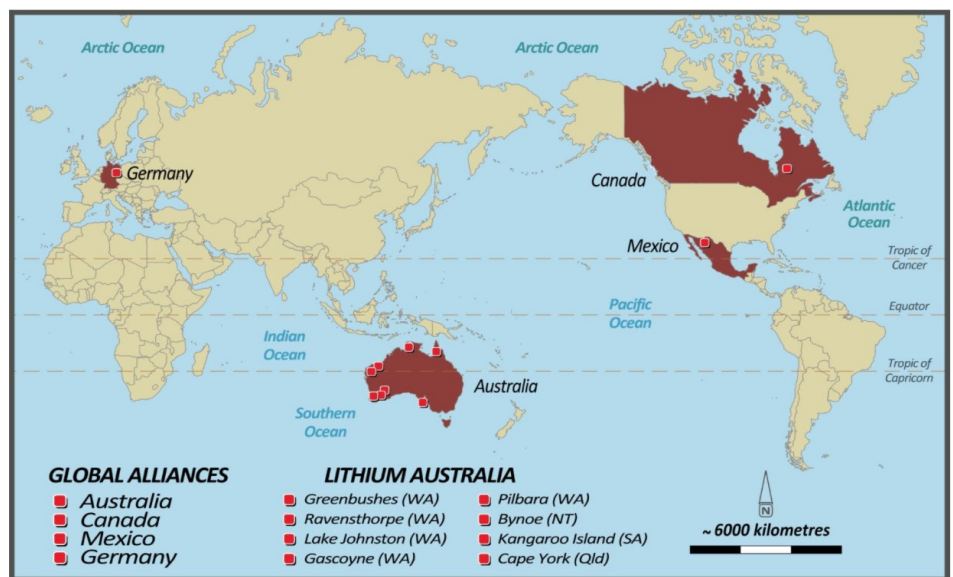 Arctic Ocean
Arctic Ocean
Germany
Canada
Atlantic
Ocean
Mexico
Tropic of
Cancer
Pacific
Ocean
Equator
Indian
Ocean
Tropic of
Capricorn
Australia
Southern
Ocean
GLOBAL ALLIANCES
Australia
Canada
Mexico
Germany
LITHIUM AUSTRALIA
Greenbushes (WA)
Ravensthorpe (WA)
Lake Johnston (WA)
Gascoyne (WA)
Pilbara (WA)
Bynoe (NT)
Kangaroo Island (SA)
Cape York (Qld)
N
~ 6000 kilometres